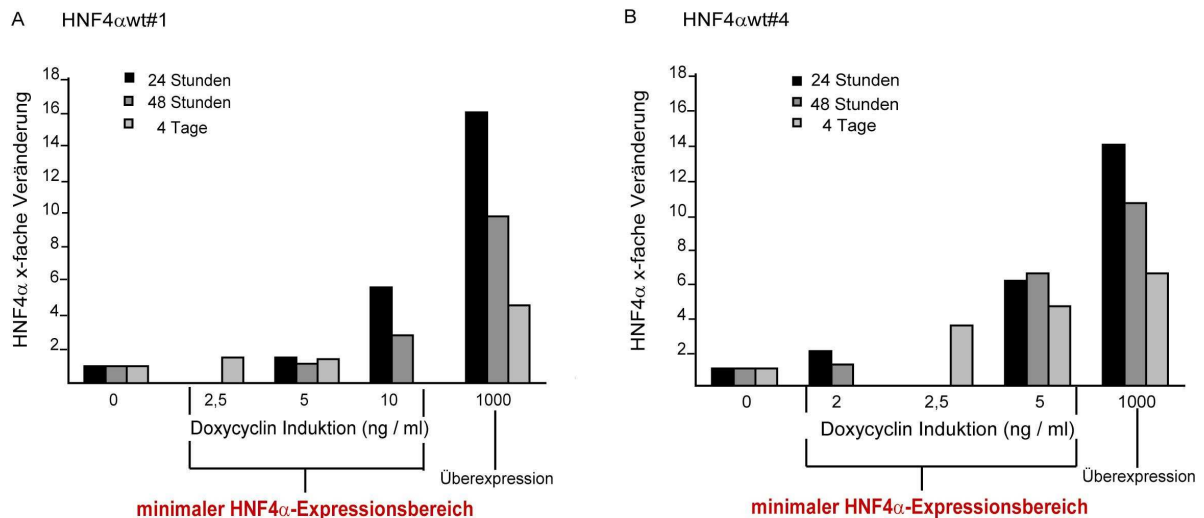 A HNF4αwt#1
HNF4α x-fache Veränderung
18
16
14
12
10
8
6
4
2
24 Stunden
48 Stunden
4 Tage
0 2,5 5 10 1000
Doxycyclin Induktion (ng / ml)
Überexpression
minimaler HNF4α-Expressionsbereich
B HNF4αwt#4
HNF4α x-fache Veränderung
18
16
14
12
10
8
6
4
2
24 Stunden
48 Stunden
4 Tage
0 2 2,5 5 1000
Doxycyclin Induktion (ng / ml)
Überexpression
minimaler HNF4α-Expressionsbereich